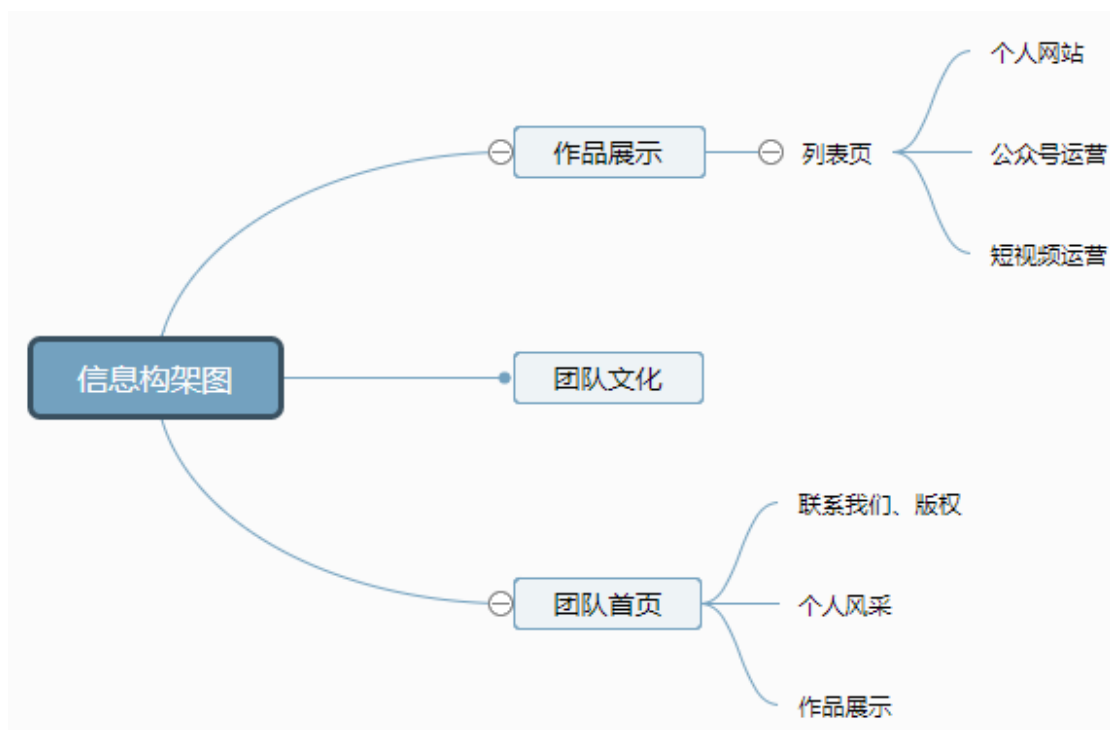 个人网站
作品展示
列表页
公众号运营
短视频运营
信息构架图
团队文化
联系我们、版权
团队首页
个人风采
作品展示